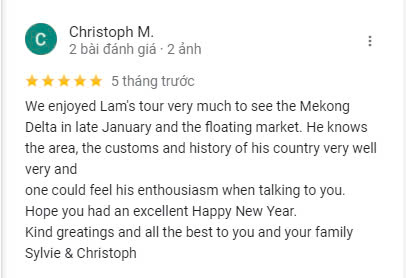 C
Christoph M.
2 bài đánh giá · 2 ảnh
5 tháng trước
We enjoyed Lam's tour very much to see the Mekong
Delta in late January and the floating market. He knows
the area, the customs and history of his country very well
very and
one could feel his enthousiasm when talking to you.
Hope you had an excellent Happy New Year.
Kind greatings and all the best to you and your family
Sylvie & Christoph